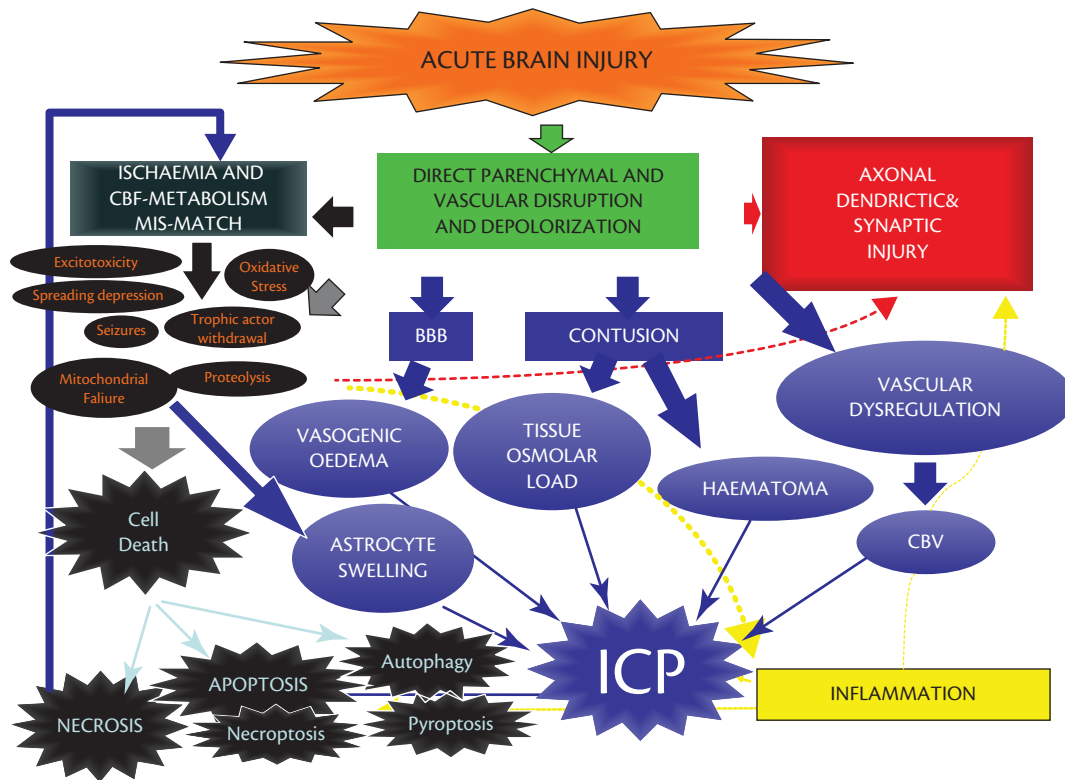 ACUTE BRAIN INJURY
ISCHAEMIA AND
CBF-METABOLISM
MIS-MATCH
DIRECT PARENCHYMAL AND
VASCULAR DISRUPTION
AND DEPOLORIZATION
AXONAL
DENDRICTIC&
SYNAPTIC
INJURY
Excitotoxicity
Oxidative
Stress
Spreading depression
Seizures
Trophic actor
withdrawal
Mitochondrial
Faliure
Proteolysis
BBB
CONTUSION
VASCULAR
DYSREGULATION
VASOGENIC
OEDEMA
TISSUE
OSMOLAR
LOAD
HAEMATOMA
Cell
Death
ASTROCYTE
SWELLING
CBV
ICP
Autophagy
APOPTOSIS
NECROSIS
Necroptosis
Pyroptosis
INFLAMMATION